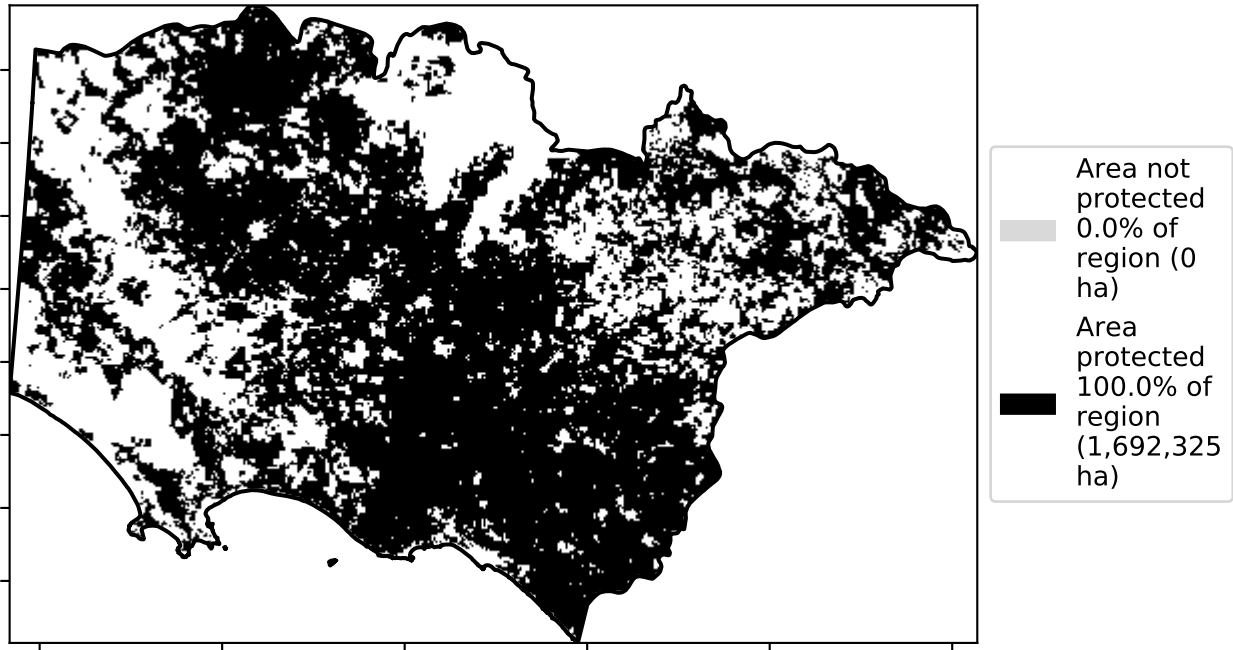 Area not
protected
0.0% of
region (0
ha)
Area
protected
100.0% of
region
(1,692,325
ha)